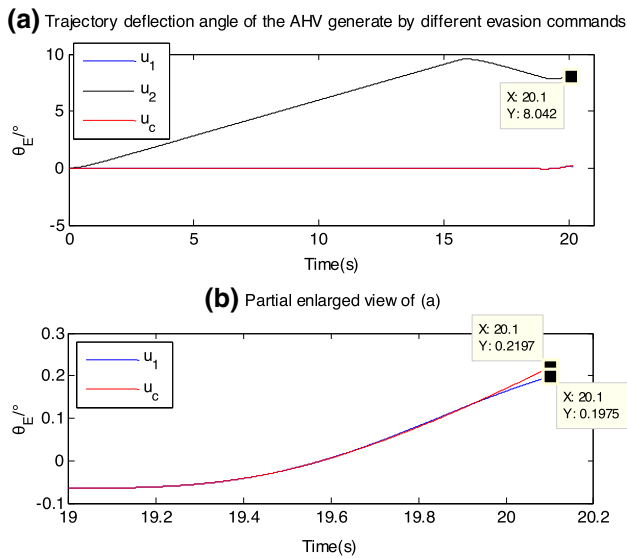 (a) Trajectory deflection angle of the AHV generate by different evasion commands
10
5
0
-5
θE/°
u1
u2
uc
X: 20.1
Y: 8.042
0
5
10
15
20
Time(s)
(b) Partial enlarged view of (a)
0.3
0.2
0.1
0
-0.1
θE/°
u1
uc
X: 20.1
Y: 0.2197
X: 20.1
Y: 0.1975
19
19.2
19.4
19.6
19.8
20
20.2
Time(s)